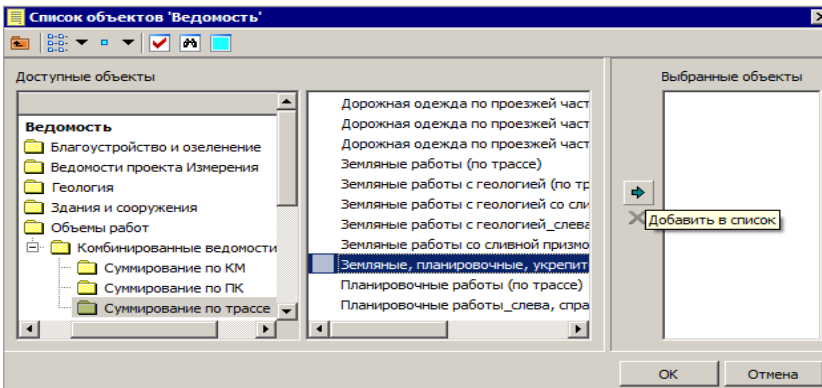 Список объектов 'Ведомость'
Доступные объекты
Выбранные объекты
Ведомость
Благоустройство и озеленение
Ведомости проекта Измерения
Геология
Здания и сооружения
Объемы работ
Комбинированные ведомости
Суммирование по КМ
Суммирование по ПК
Суммирование по трассе
Дорожная одежда по проезжей част
Дорожная одежда по проезжей част
Дорожная одежда по проезжей част
Земляные работы (по трассе)
Земляные работы с геологией (по тр
Земляные работы с геологией со сли
Земляные работы с геологией_слева
Земляные работы со сливной призмо
Земляные, планировочные, укрепит
Планировочные работы (по трассе)
Планировочные работы_слева, спра
Добавить в список
ОК
Отмена